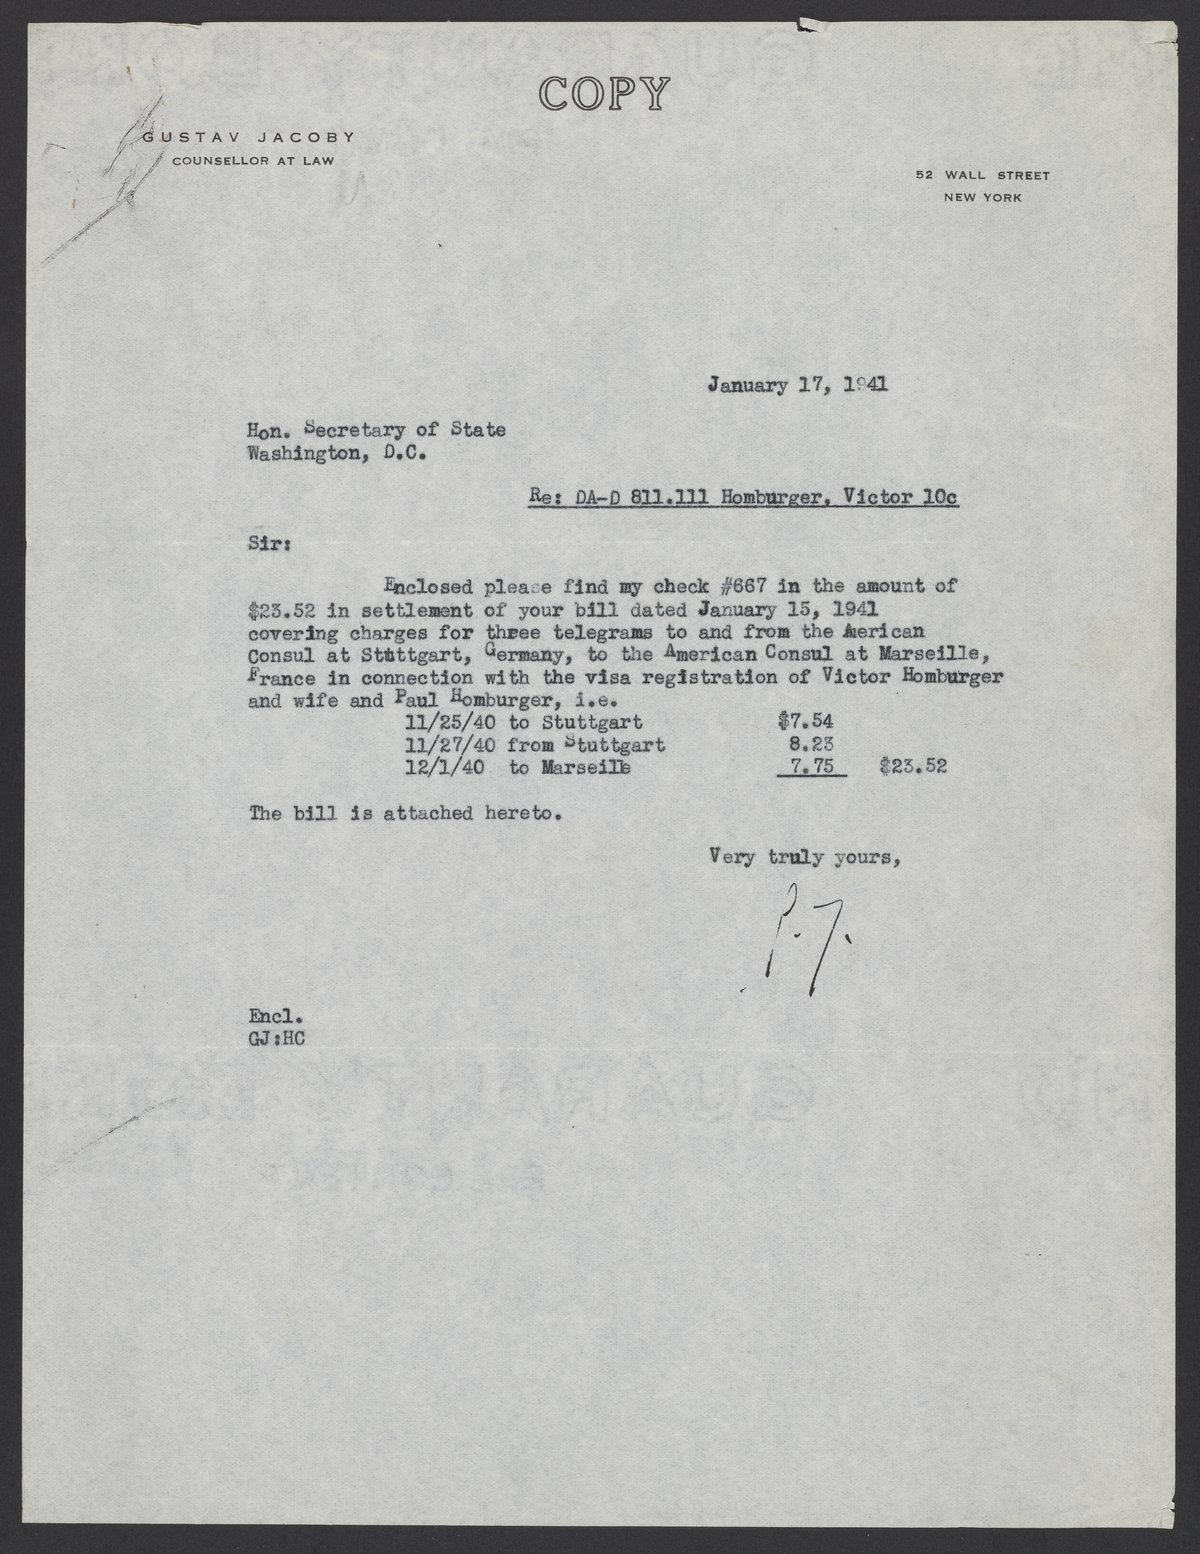 COPY
GUSTAV JACOBY
COUNSELLOR AT LAW
52 WALL STREET
NEW YORK
January 17, 1941
Hon. Secretary of State
Washington, D.C.
Re: DA-D 811.111 Homburger, Victor 10c
Sir:
Enclosed please find my check #667 in the amount of
$23.52 in settlement of your bill dated January 15, 1941
covering charges for three telegrams to and from the American
Consul at Stuttgart, Germany, to the American Consul at Marseille,
France in connection with the visa registration of Victor Homburger
and wife and Paul Homburger, i.e.
11/25/40 to Stuttgart $7.54
11/27/40 from Stuttgart 8.23
12/1/40 to Marseille 7.75 $23.52
The bill is attached hereto.
Very truly yours,
Encl.
GJ:HC